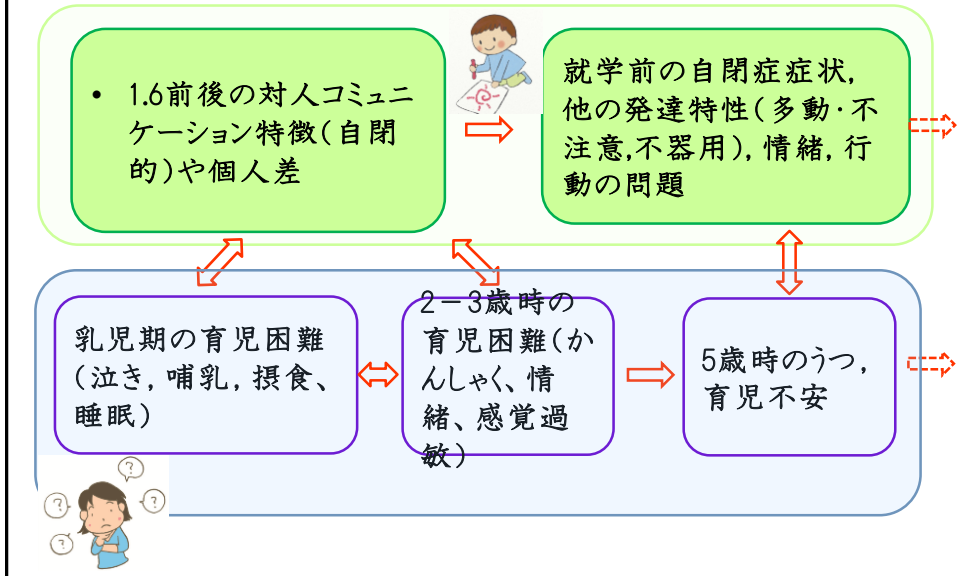 • 1.6前後の対人コミュニ
ケーション特徴(自閉
的)や個人差
就学前の自閉症症状,
他の発達特性(多動・不
注意,不器用),情緒,行
動の問題
乳児期の育児困難
(泣き,哺乳,摂食、
睡眠)
2-3歳時の
育児困難(か
んしゃく、情
緒、感覚過
敏)
5歳時のうつ,
育児不安
?
?
?
?